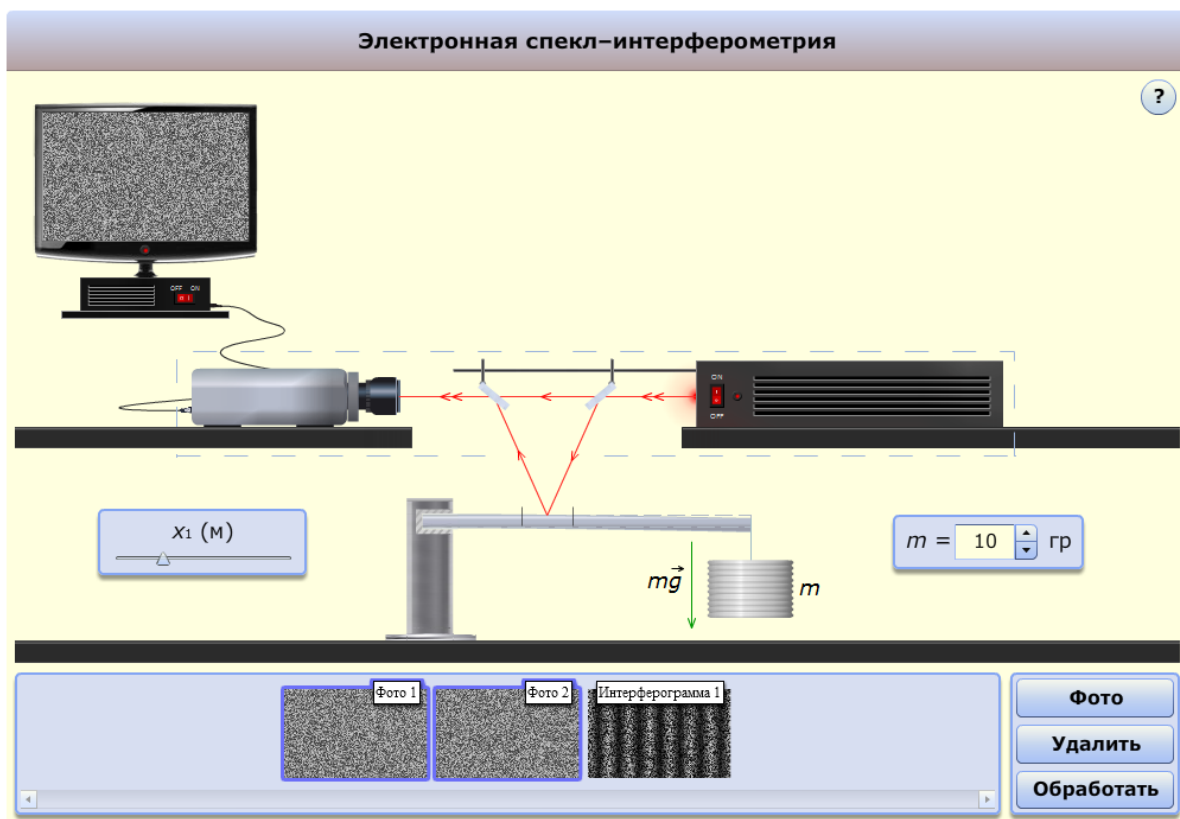 Электронная спекл–интерферометрия
?
OFF ON
ON
OFF
x₁ (м)
m = 10 гр
mg⃗
m
Фото 1
Фото 2
Интерферограмма 1
Фото
Удалить
Обработать